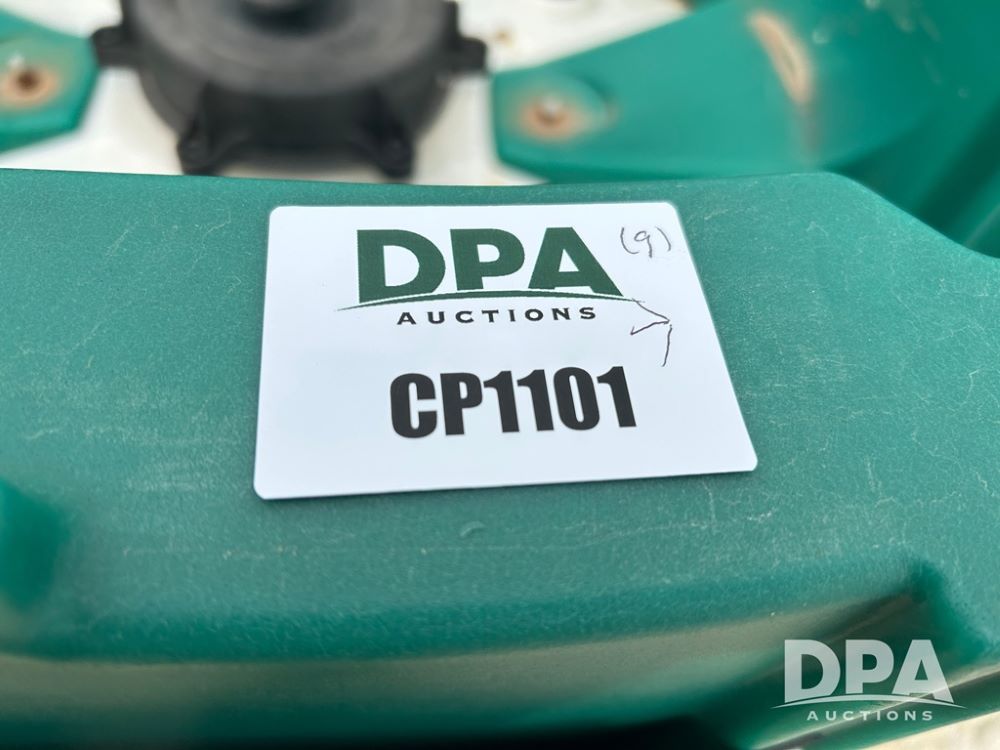 DPA
AUCTIONS
(9)
CP1101
DPA
AUCTIONS